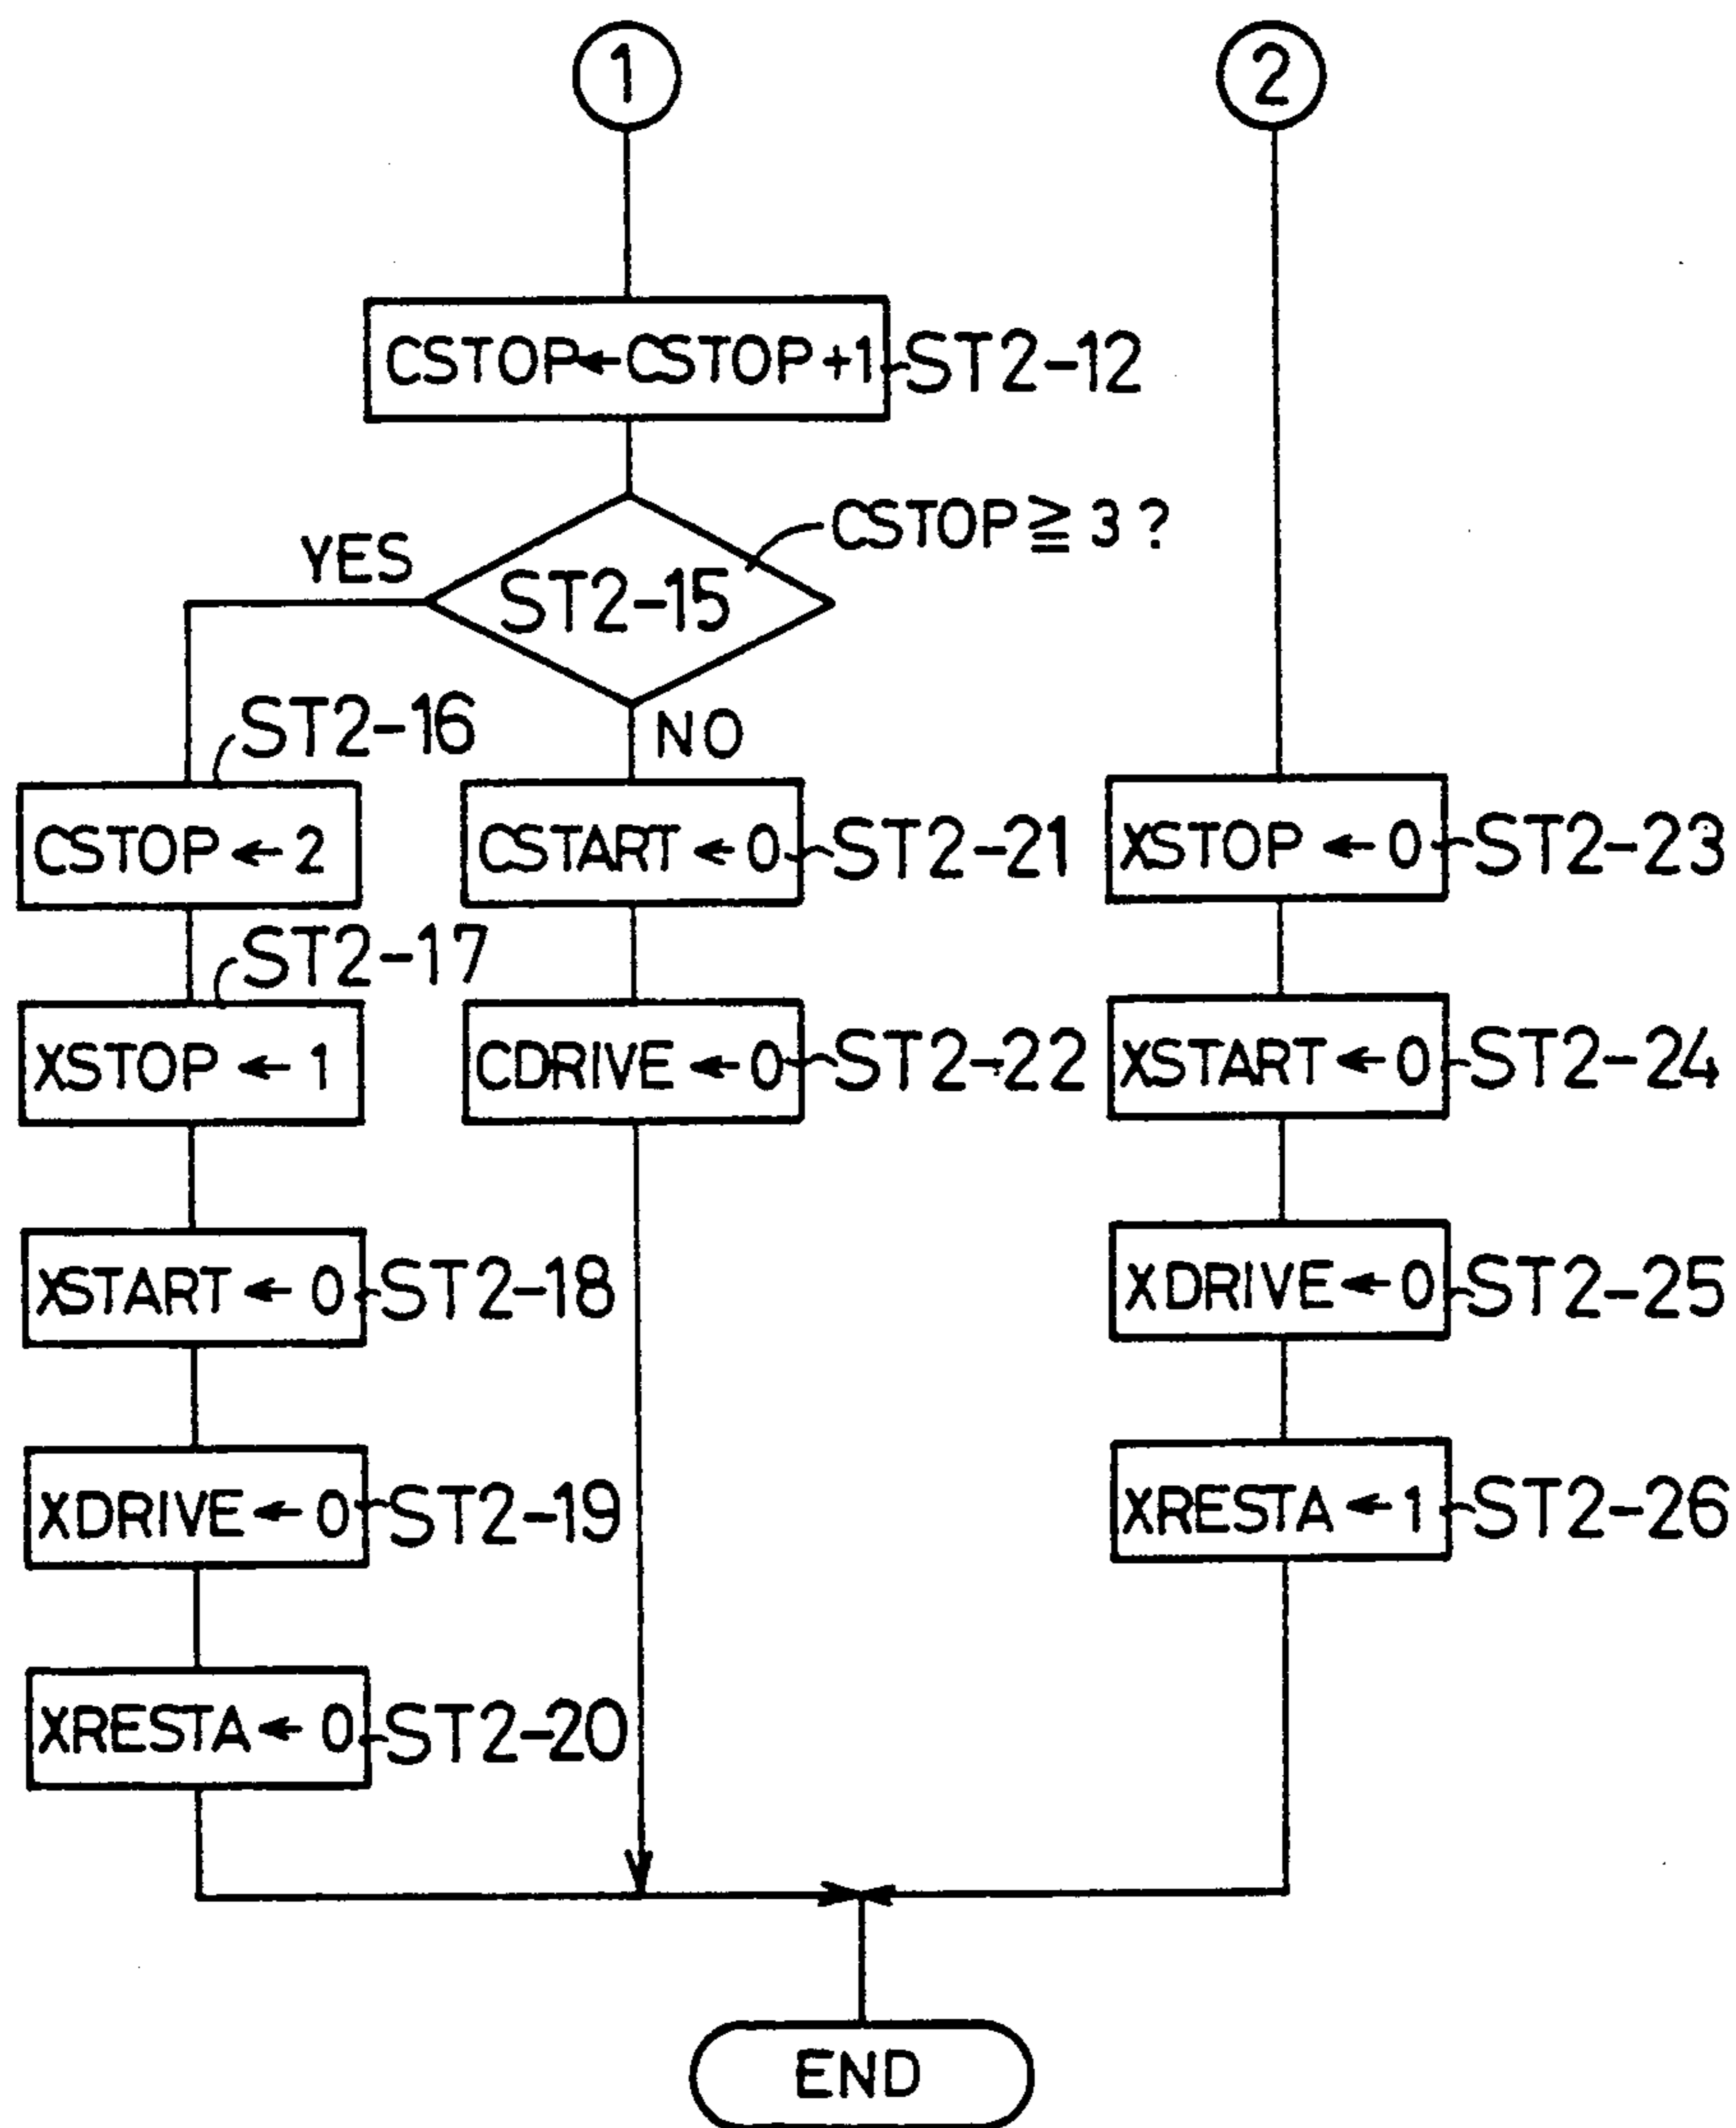 1
2
CSTOP←CSTOP+1
ST2-12
CSTOP≧3?
YES
ST2-15
NO
ST2-16
CSTOP←2
CSTART←0
ST2-21
XSTOP←0
ST2-23
ST2-17
XSTOP←1
CDRIVE←0
ST2-22
XSTART←0
ST2-24
XSTART←0
ST2-18
XDRIVE←0
ST2-25
XDRIVE←0
ST2-19
XRESTA←1
ST2-26
XRESTA←0
ST2-20
END